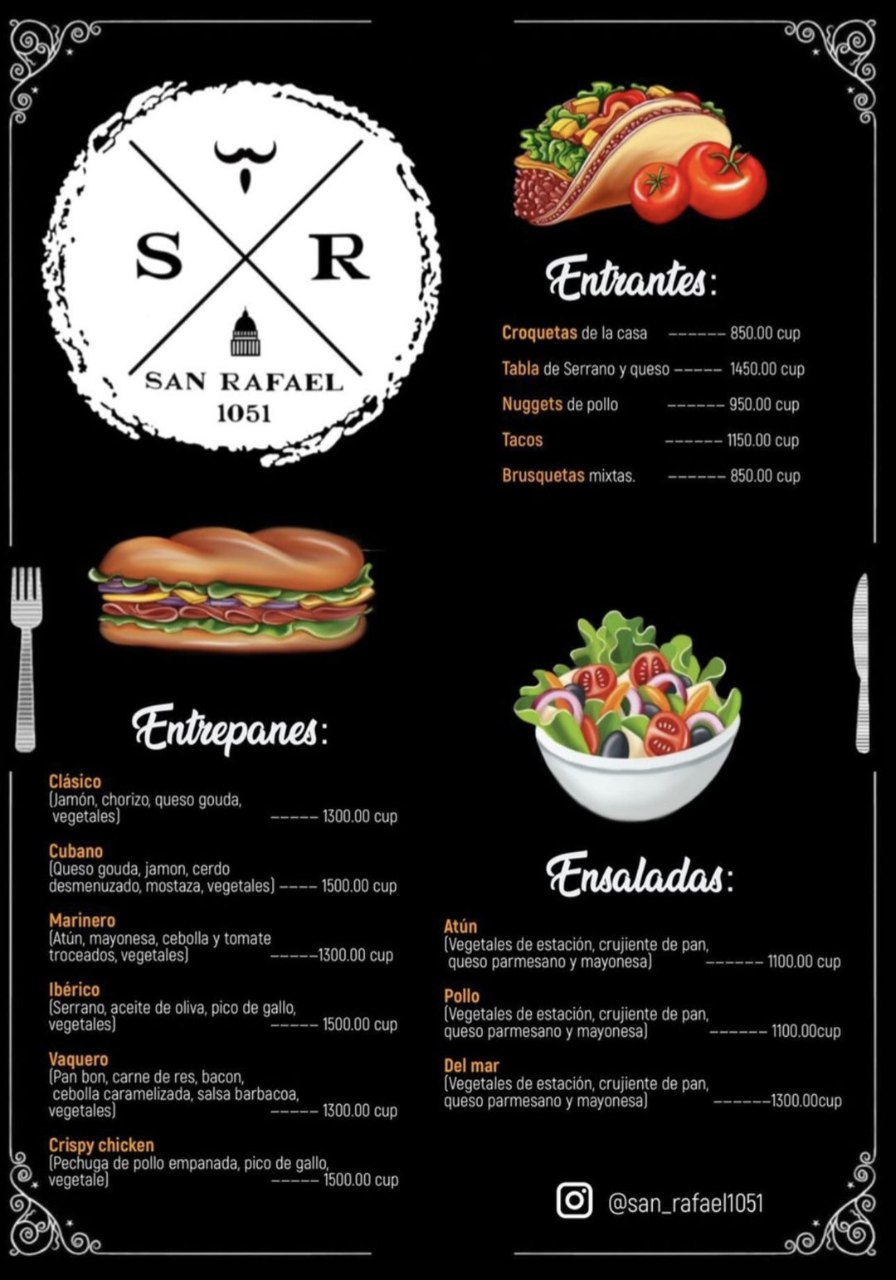 S R
SAN RAFAEL
1051
Entrantes:
Croquetas de la casa —————— 850.00 cup
Tabla de Serrano y queso ————— 1450.00 cup
Nuggets de pollo —————— 950.00 cup
Tacos —————— 1150.00 cup
Brusquetas mixtas. —————— 850.00 cup
Entrepanes:
Clásico
(Jamón, chorizo, queso gouda,
vegetales) ————— 1300.00 cup
Cubano
(Queso gouda, jamon, cerdo
desmenuzado, mostaza, vegetales) ———— 1500.00 cup
Marinero
(Atún, mayonesa, cebolla y tomate
troceados, vegetales) —————1300.00 cup
Ibérico
(Serrano, aceite de oliva, pico de gallo,
vegetales) ————— 1500.00 cup
Vaquero
(Pan bon, carne de res, bacon,
cebolla caramelizada, salsa barbacoa,
vegetales) ————— 1300.00 cup
Crispy chicken
(Pechuga de pollo empanada, pico de gallo,
vegetale) ————— 1500.00 cup
Ensaladas:
Atún
(Vegetales de estación, crujiente de pan,
queso parmesano y mayonesa) —————— 1100.00 cup
Pollo
(Vegetales de estación, crujiente de pan,
queso parmesano y mayonesa) —————— 1100.00cup
Del mar
(Vegetales de estación, crujiente de pan,
queso parmesano y mayonesa) ——————1300.00cup
@san_rafael1051